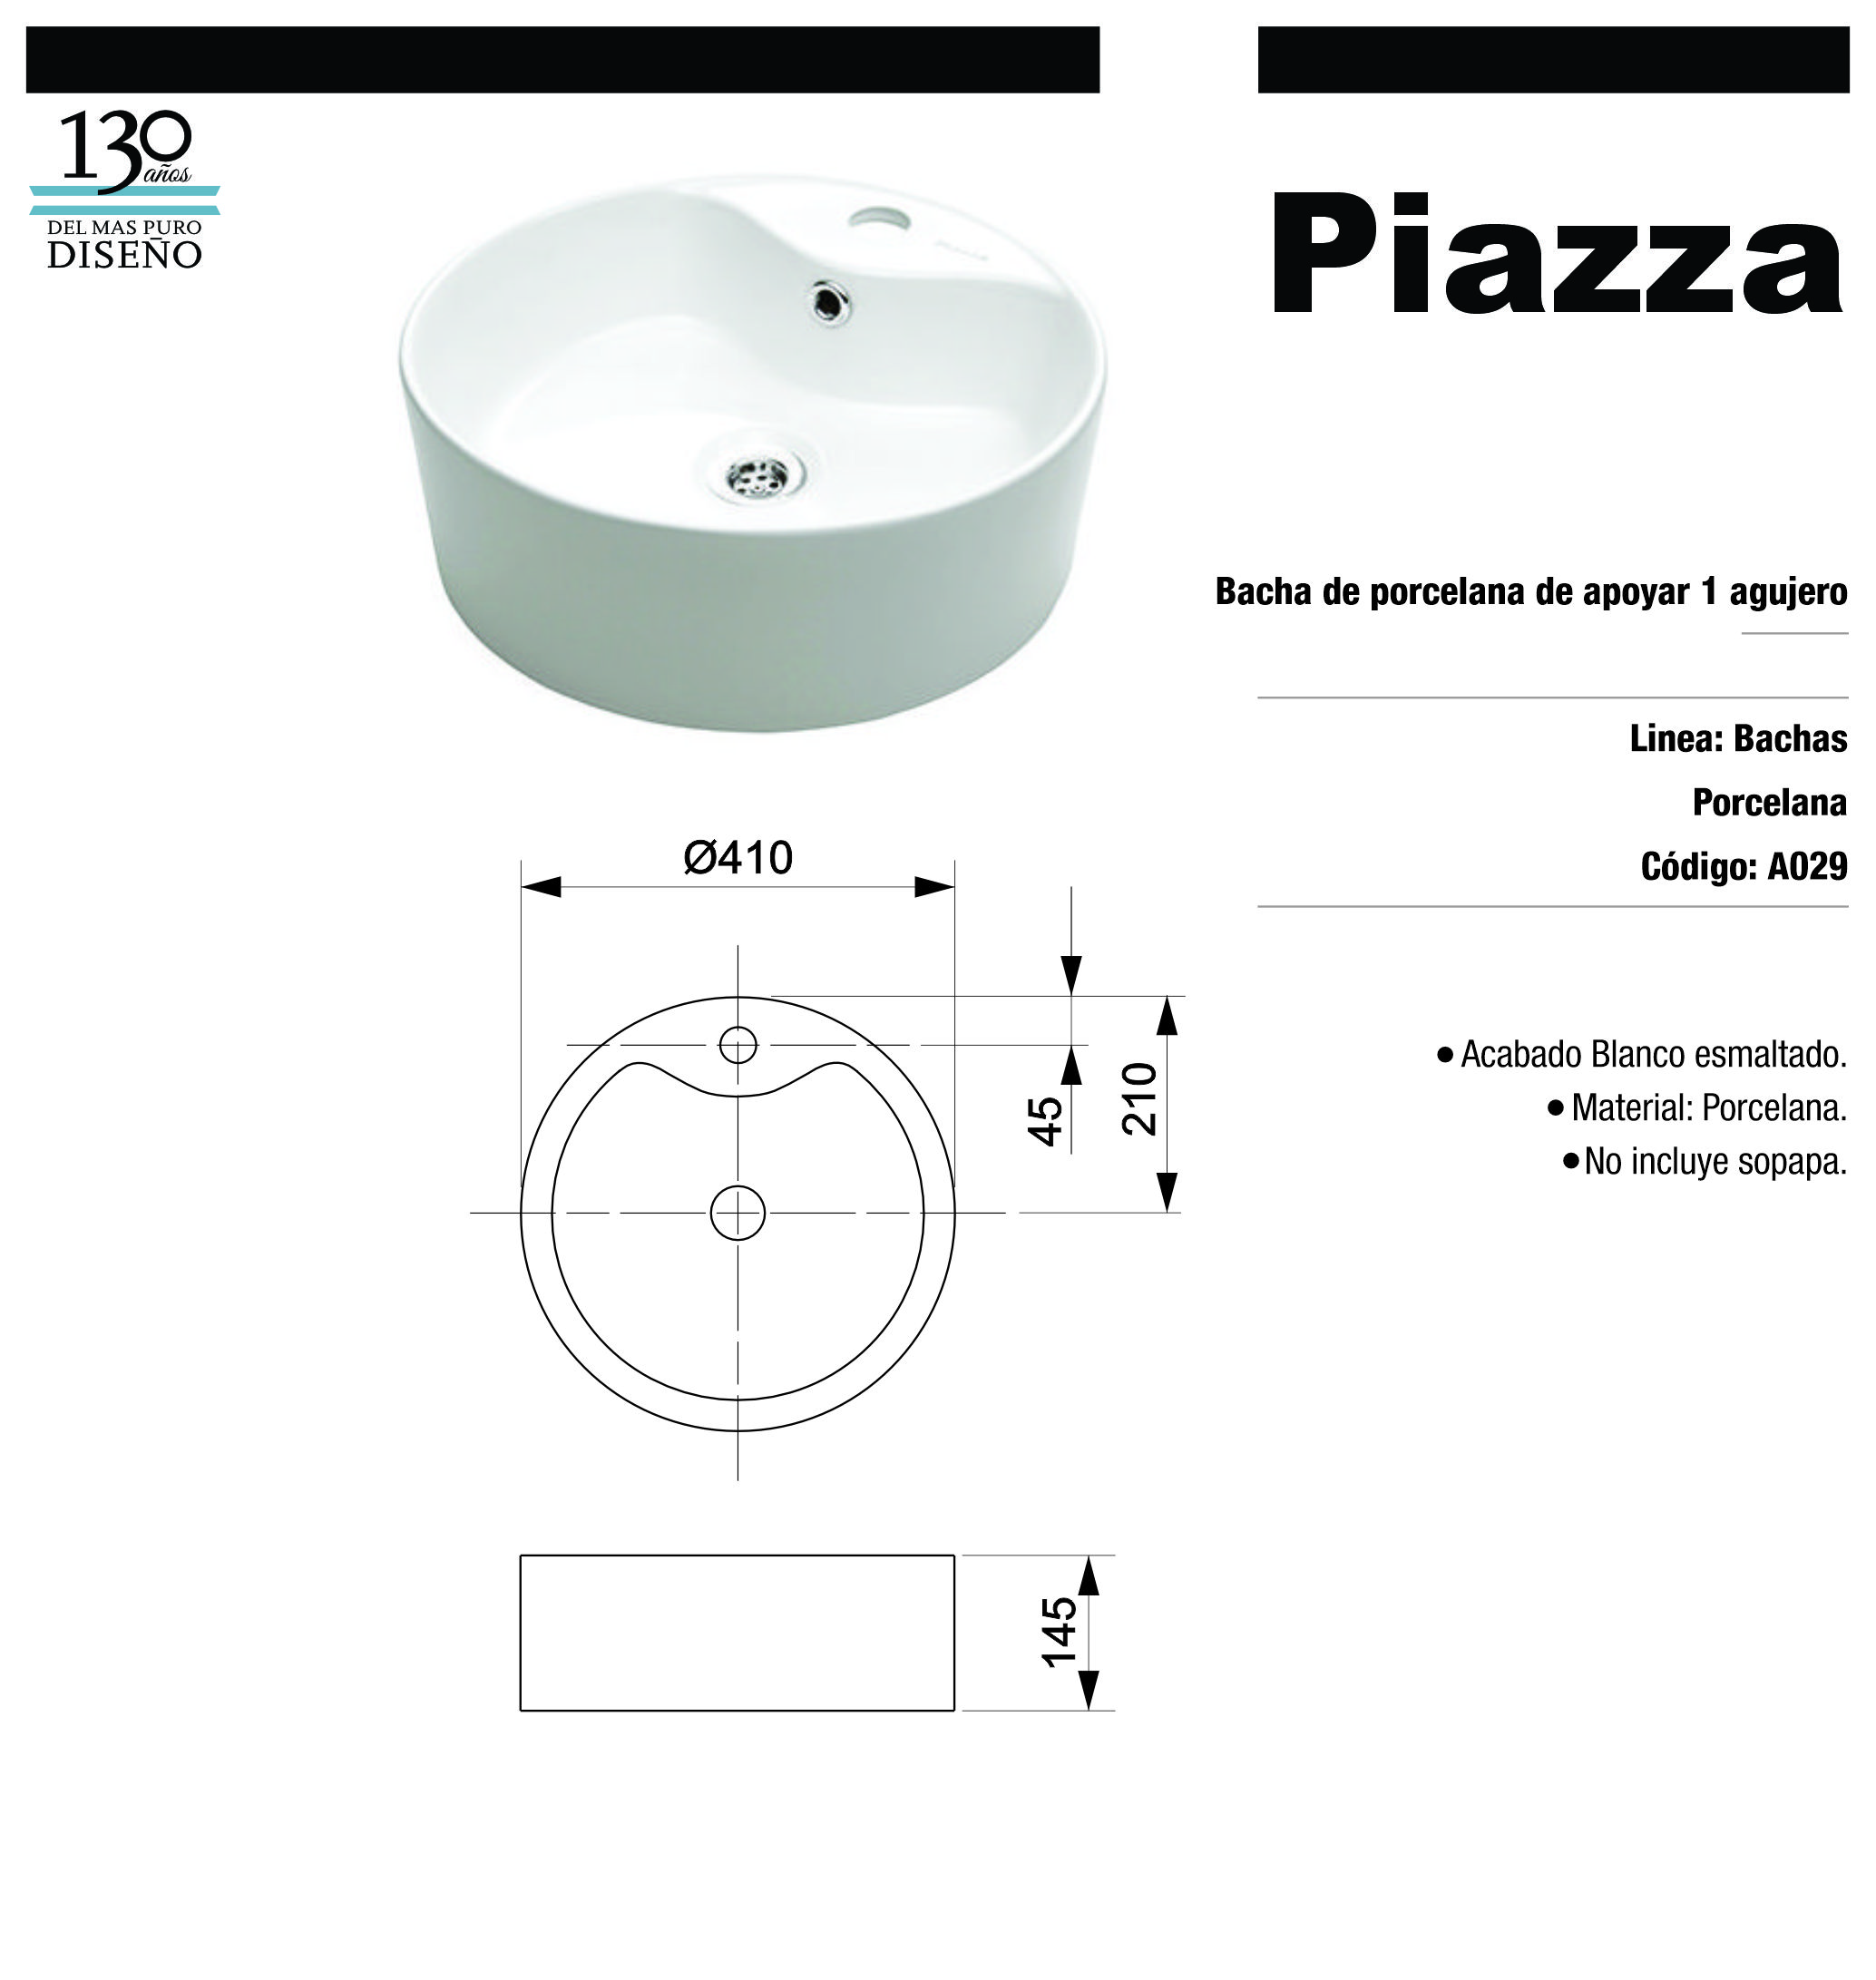 130
años
DEL MAS PURO
DISEÑO
Piazza
Bacha de porcelana de apoyar 1 agujero
Linea: Bachas
Porcelana
Código: A029
● Acabado Blanco esmaltado.
● Material: Porcelana.
● No incluye sopapa.
Ø410
45
210
145